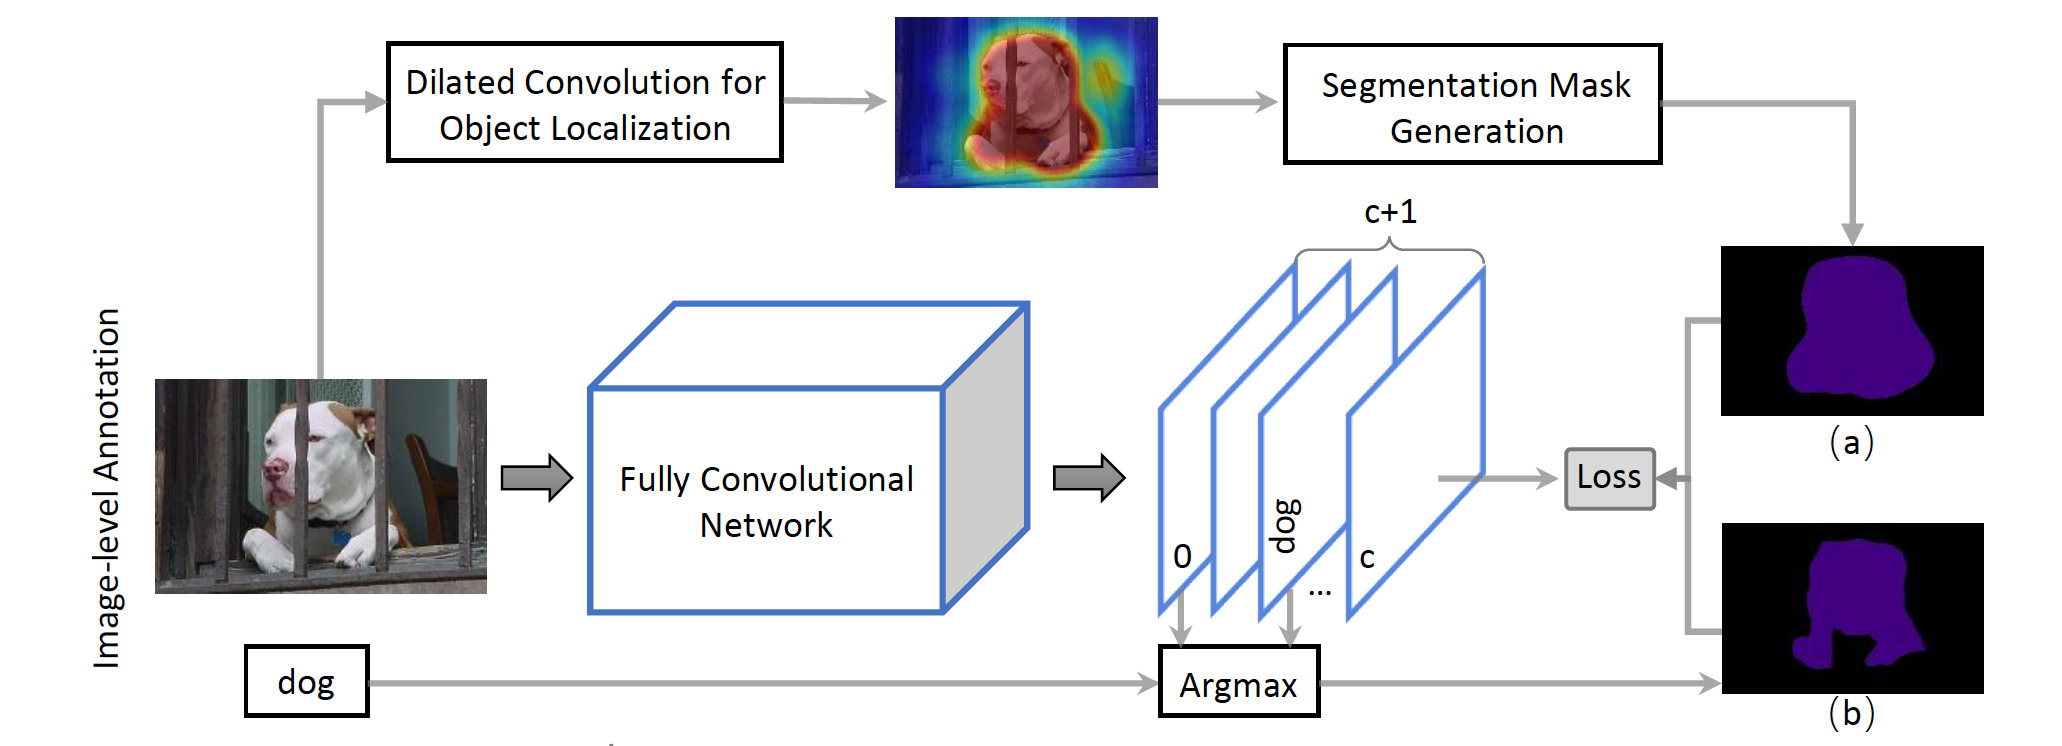 Dilated Convolution for
Object Localization
Segmentation Mask
Generation
c+1
Image-level Annotation
Fully Convolutional
Network
0
dog
...
c
Loss
(a)
dog
Argmax
(b)